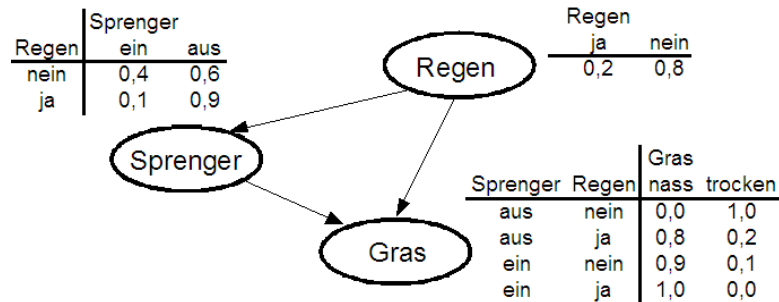 Sprenger
Regen ein aus
nein 0,4 0,6
ja 0,1 0,9
Regen
Regen
ja nein
0,2 0,8
Sprenger
Gras
Gras
Sprenger Regen nass trocken
aus nein 0,0 1,0
aus ja 0,8 0,2
ein nein 0,9 0,1
ein ja 1,0 0,0